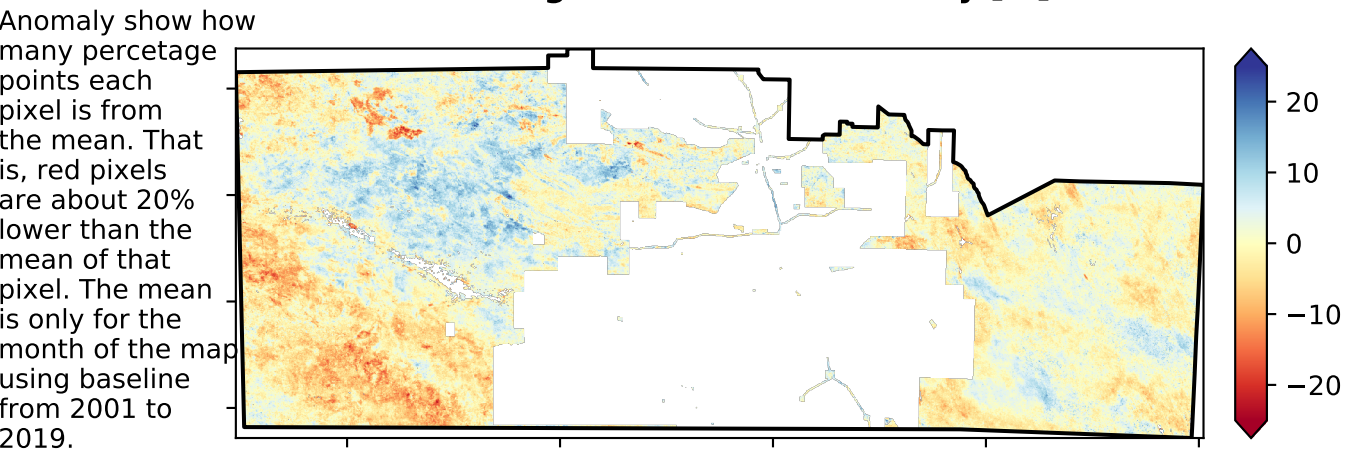 Anomaly show how
many percetage
points each
pixel is from
the mean. That
is, red pixels
are about 20%
lower than the
mean of that
pixel. The mean
is only for the
month of the map
using baseline
from 2001 to
2019.
20
10
0
−10
−20